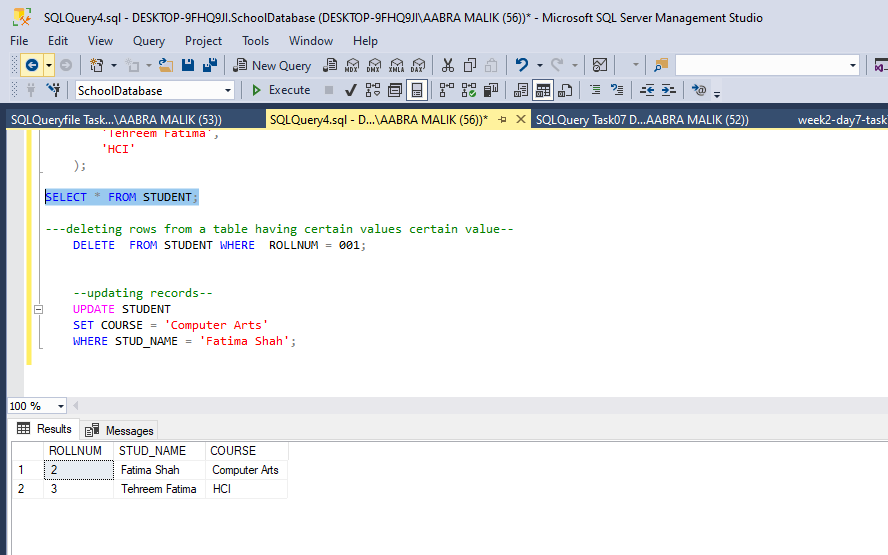 SQLQuery4.sql - DESKTOP-9FHQ9JI.SchoolDatabase (DESKTOP-9FHQ9JI\AABRA MALIK (56))* - Microsoft SQL Server Management Studio
File Edit View Query Project Tools Window Help
New Query MDX DMX XMLA DAX
SchoolDatabase Execute
SQLQueryfile Task...\AABRA MALIK (53)) SQLQuery4.sql - D...\AABRA MALIK (56))* SQLQuery Task07 D...AABRA MALIK (52)) week2-day7-task
'Tehreem Fatima',
'HCI'
);
SELECT * FROM STUDENT;
---deleting rows from a table having certain values certain value--
DELETE  FROM STUDENT WHERE  ROLLNUM = 001;
--updating records--
UPDATE STUDENT
SET COURSE = 'Computer Arts'
WHERE STUD_NAME = 'Fatima Shah';
100 %
Results Messages
ROLLNUM STUD_NAME COURSE
1 2 Fatima Shah Computer Arts
2 3 Tehreem Fatima HCI